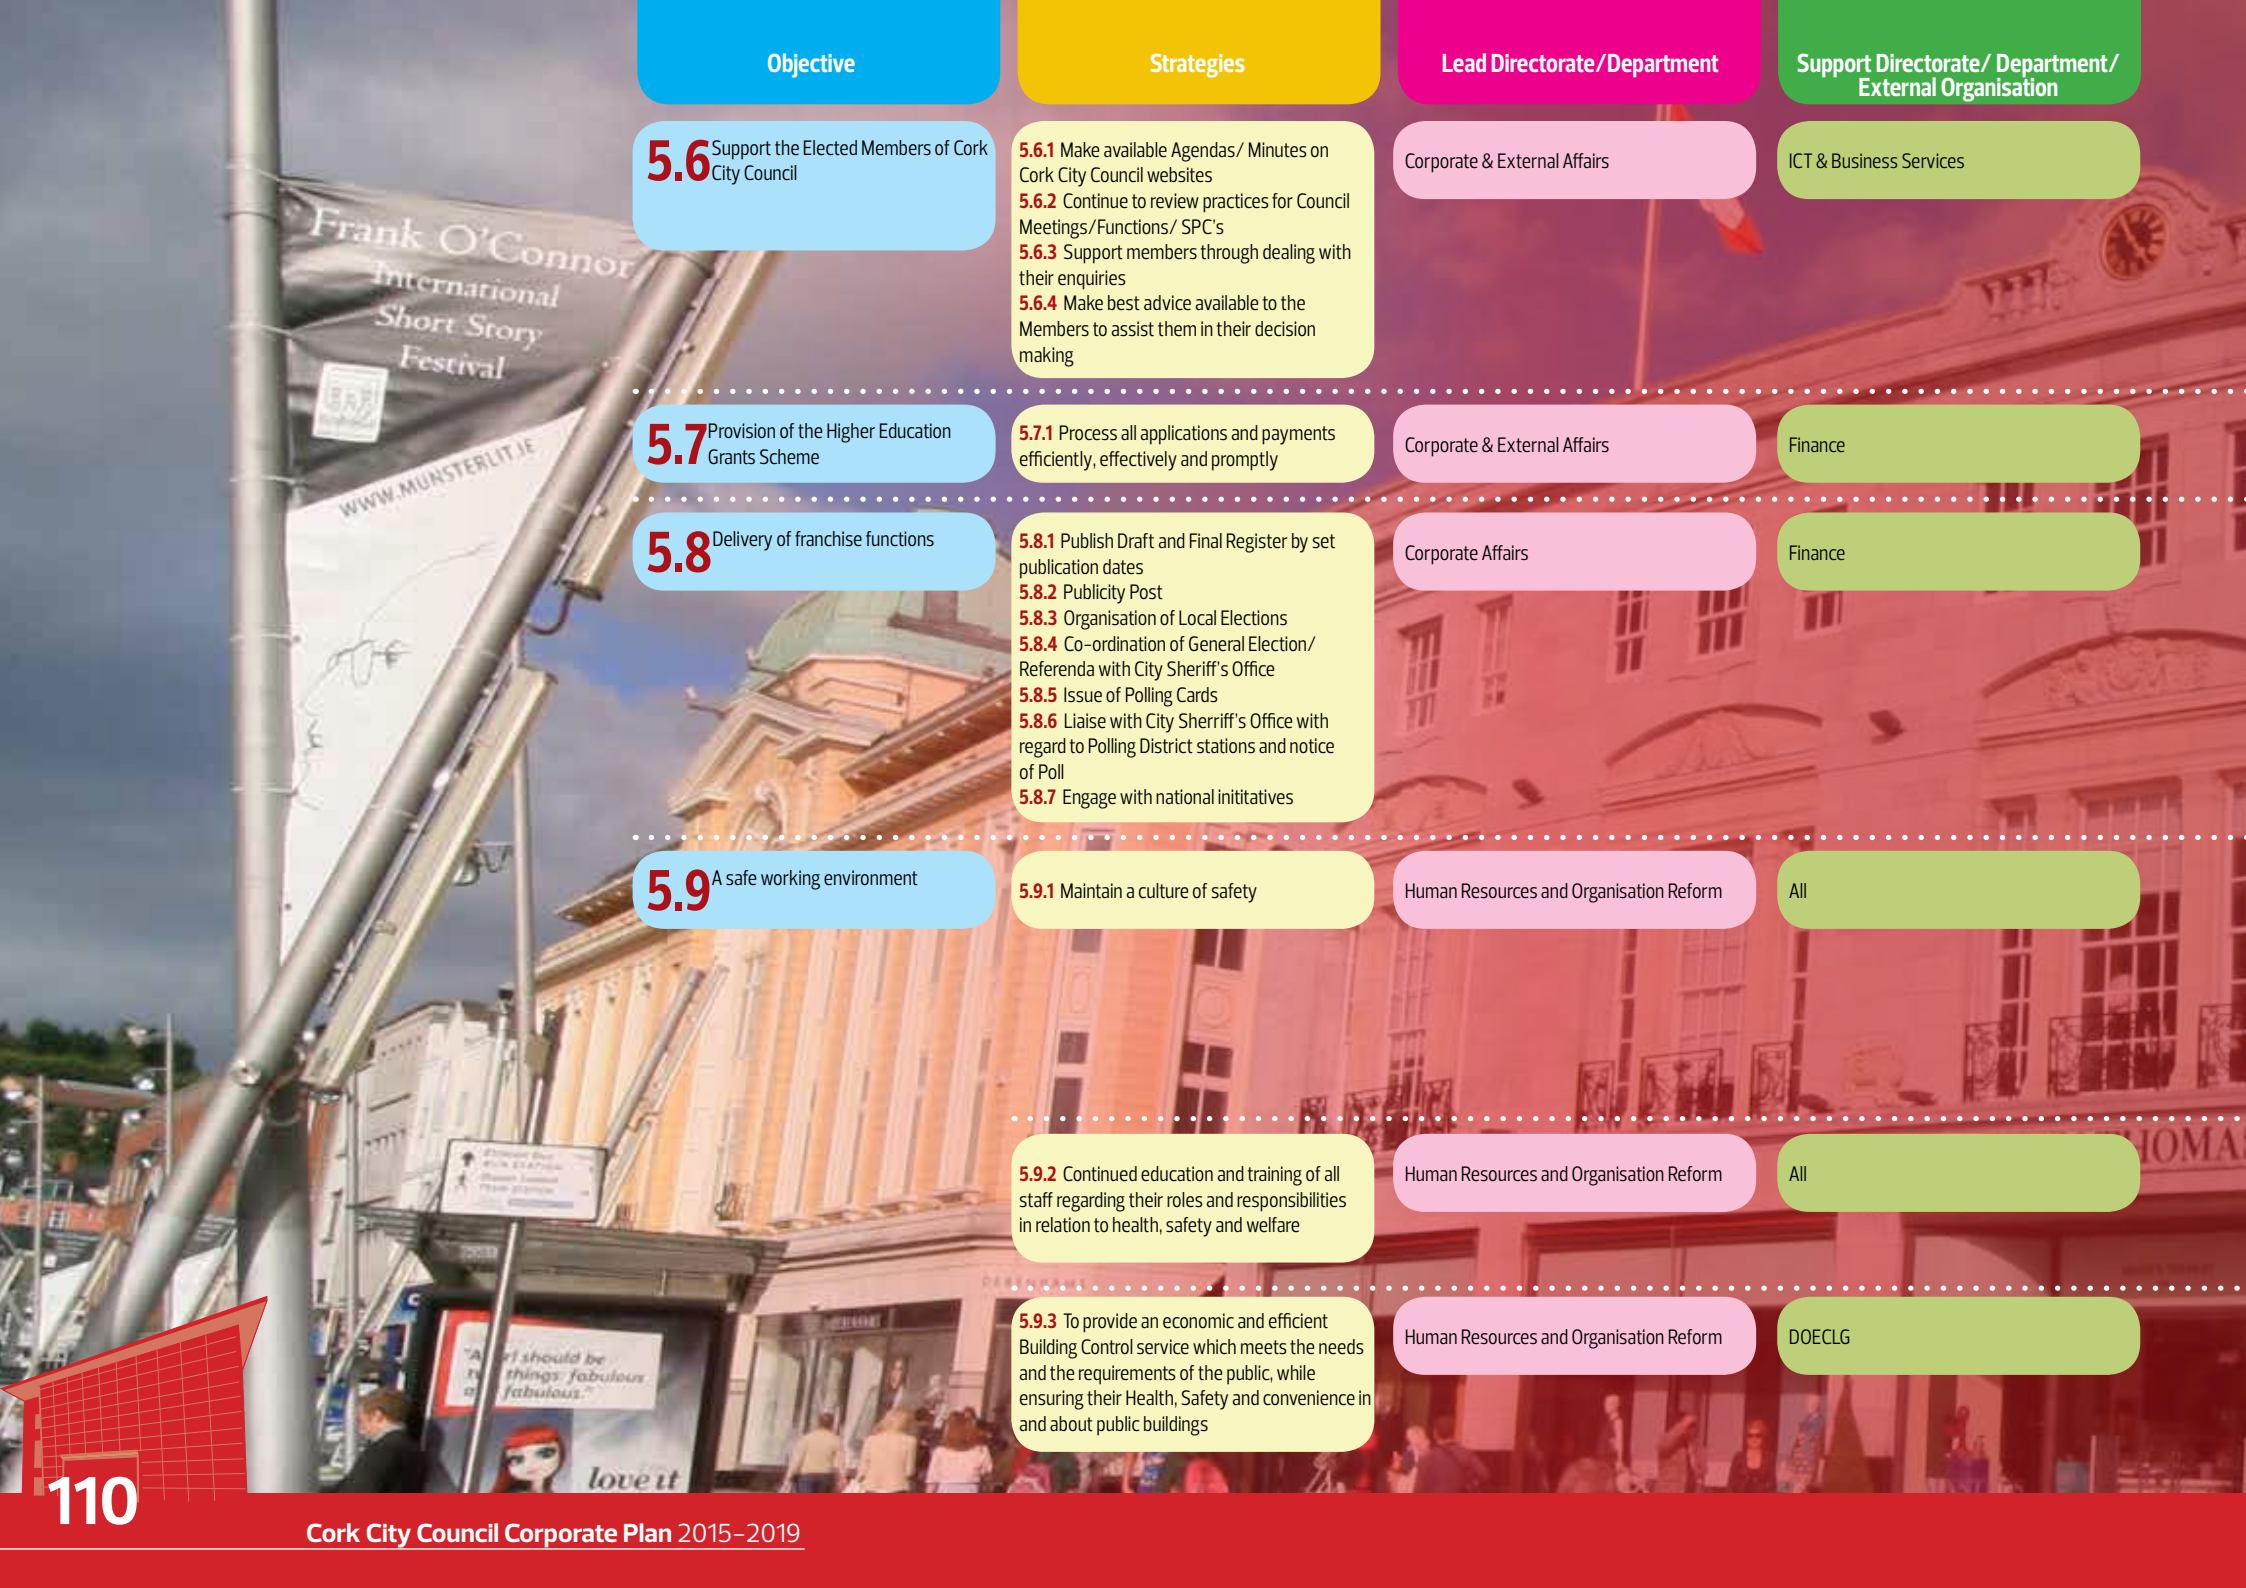 Objective
Strategies
Lead Directorate/Department
Support Directorate/ Department/
External Organisation
5.6 Support the Elected Members of Cork
City Council
5.6.1 Make available Agendas/ Minutes on
Cork City Council websites
5.6.2 Continue to review practices for Council
Meetings/Functions/ SPC's
5.6.3 Support members through dealing with
their enquiries
5.6.4 Make best advice available to the
Members to assist them in their decision
making
Corporate & External Affairs
ICT & Business Services
5.7 Provision of the Higher Education
Grants Scheme
5.7.1 Process all applications and payments
efficiently, effectively and promptly
Corporate & External Affairs
Finance
5.8 Delivery of franchise functions
5.8.1 Publish Draft and Final Register by set
publication dates
5.8.2 Publicity Post
5.8.3 Organisation of Local Elections
5.8.4 Co-ordination of General Election/
Referenda with City Sheriff's Office
5.8.5 Issue of Polling Cards
5.8.6 Liaise with City Sherriff's Office with
regard to Polling District stations and notice
of Poll
5.8.7 Engage with national inititatives
Corporate Affairs
Finance
5.9 A safe working environment
5.9.1 Maintain a culture of safety
Human Resources and Organisation Reform
All
5.9.2 Continued education and training of all
staff regarding their roles and responsibilities
in relation to health, safety and welfare
Human Resources and Organisation Reform
All
5.9.3 To provide an economic and efficient
Building Control service which meets the needs
and the requirements of the public, while
ensuring their Health, Safety and convenience in
and about public buildings
Human Resources and Organisation Reform
DOECLG
Frank O'Connor
International
Short Story
Festival
WWW.MUNSTERLIT.IE
HOMAS
DEBENHAMS
should be
things: fabulous
fabulous."
love it
110
Cork City Council Corporate Plan 2015-2019